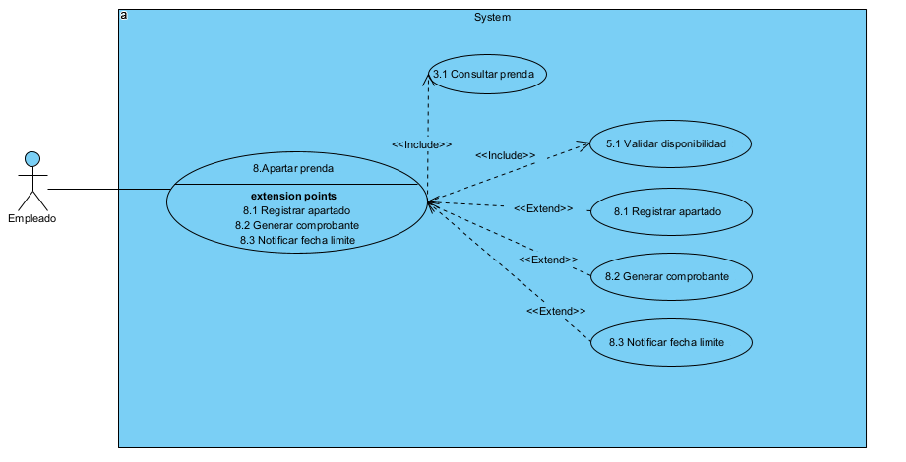 a
System
3.1 Consultar prenda
<<Include>>
5.1 Validar disponibilidad
<<Include>>
8.Apartar prenda
extension points
8.1 Registrar apartado
8.2 Generar comprobante
8.3 Notificar fecha limite
Empleado
<<Extend>>
8.1 Registrar apartado
<<Extend>>
8.2 Generar comprobante
<<Extend>>
8.3 Notificar fecha limite